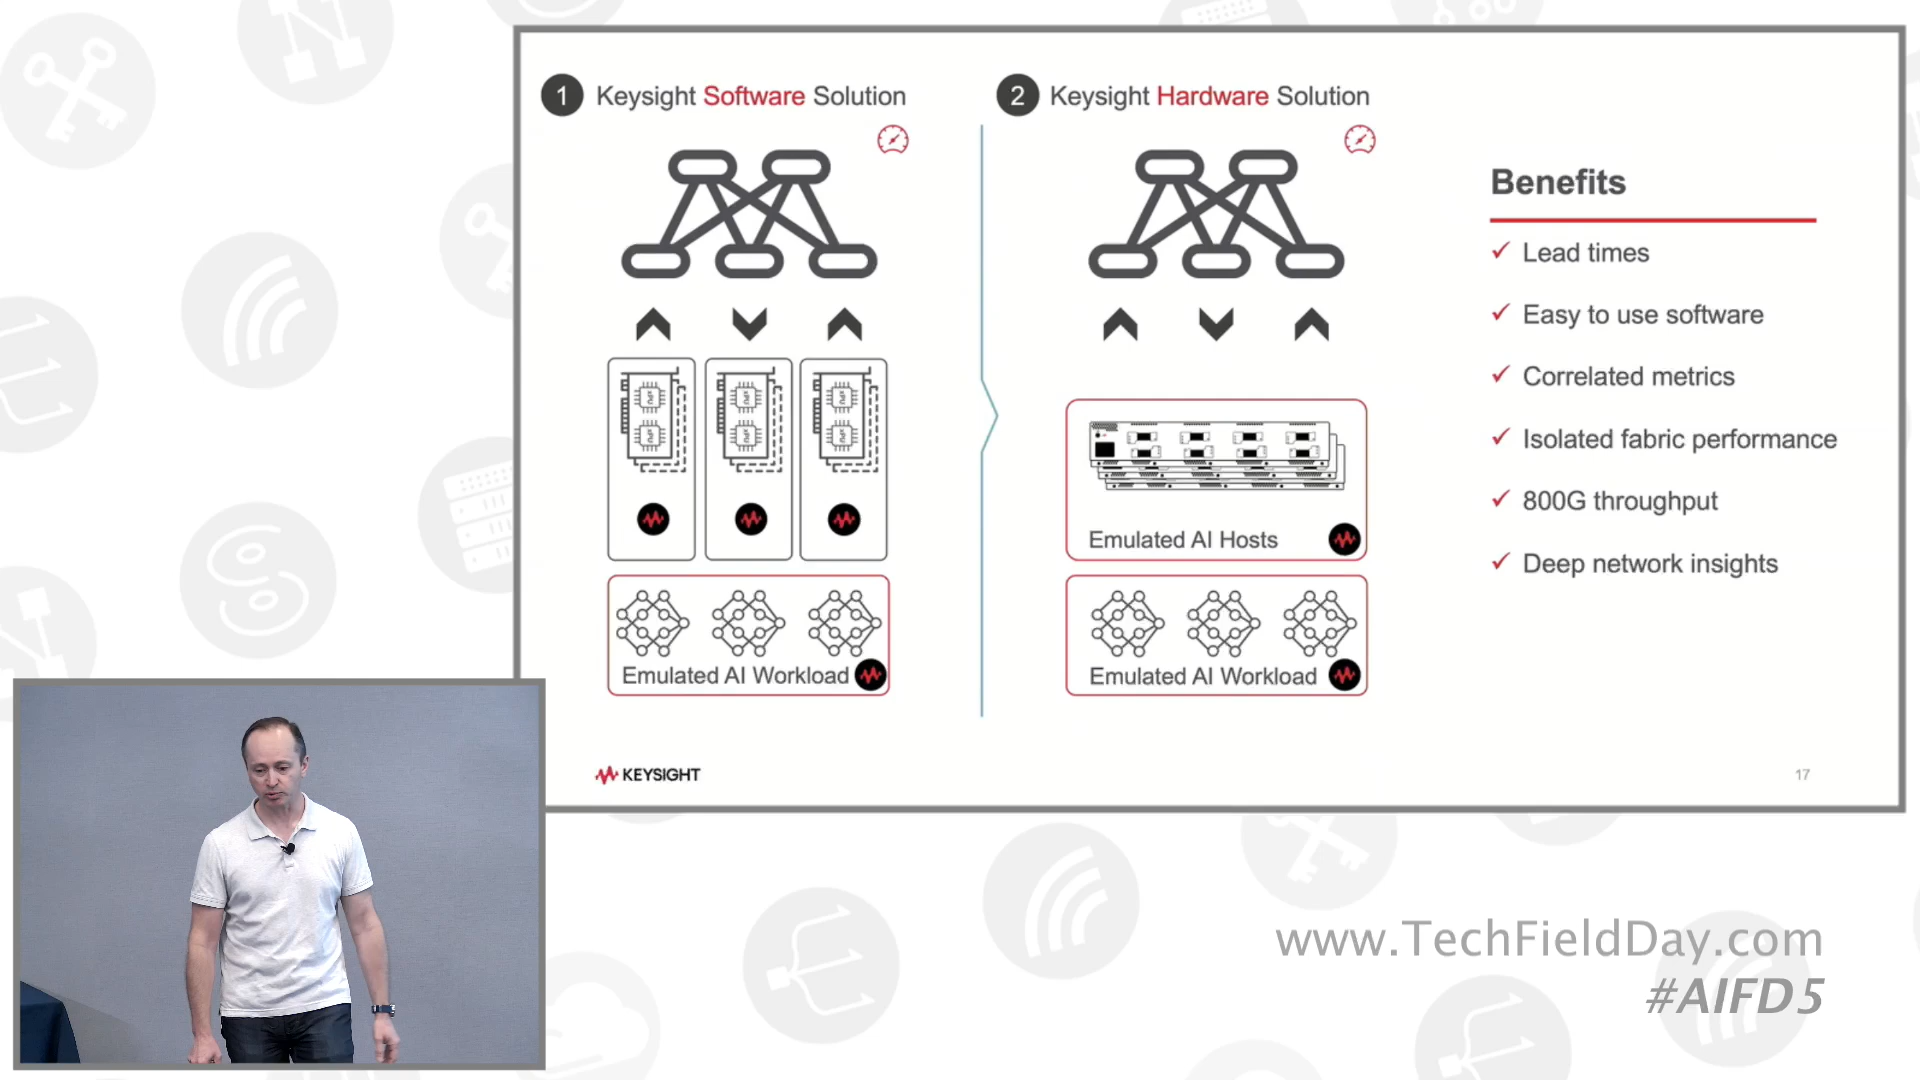 1 Keysight Software Solution
2 Keysight Hardware Solution
Benefits
✓ Lead times
✓ Easy to use software
✓ Correlated metrics
✓ Isolated fabric performance
✓ 800G throughput
✓ Deep network insights
Emulated AI Hosts
Emulated AI Workload
Emulated AI Workload
KEYSIGHT
17
www.TechFieldDay.com
#AIFD5